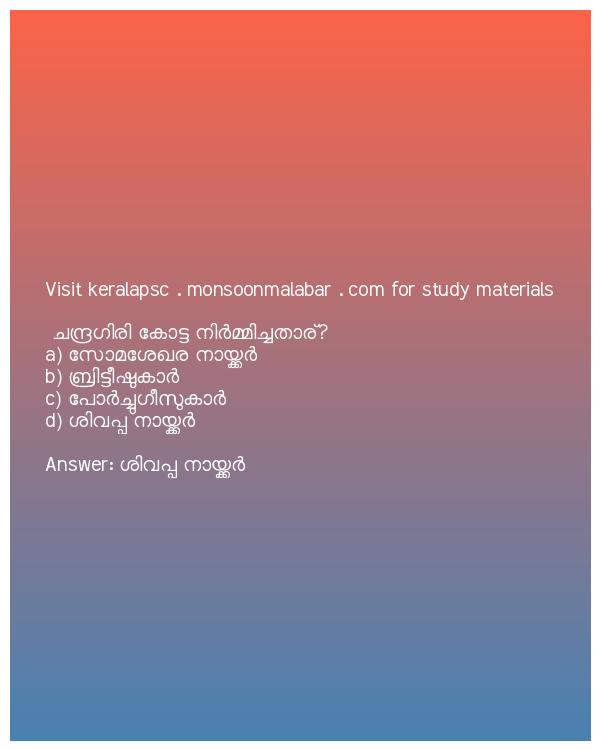 Visit keralapsc . monsoonmalabar . com for study materials
ചന്ദ്രഗിരി കോട്ട നിർമ്മിച്ചതാര്?
a) സോമശേഖര നായ്ക്കർ
b) ബ്രിട്ടീഷുകാർ
c) പോർച്ചുഗീസുകാർ
d) ശിവപ്പ നായ്ക്കർ
Answer: ശിവപ്പ നായ്ക്കർ